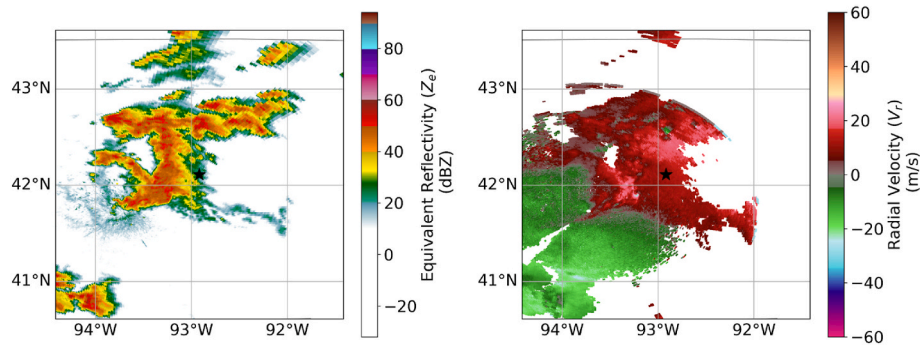 43°N
42°N
41°N
94°W 93°W 92°W
80
60
40
20
0
−20
Equivalent Reflectivity (Ze)
(dBZ)
43°N
42°N
41°N
94°W 93°W 92°W
60
40
20
0
−20
−40
−60
Radial Velocity (Vr)
(m/s)